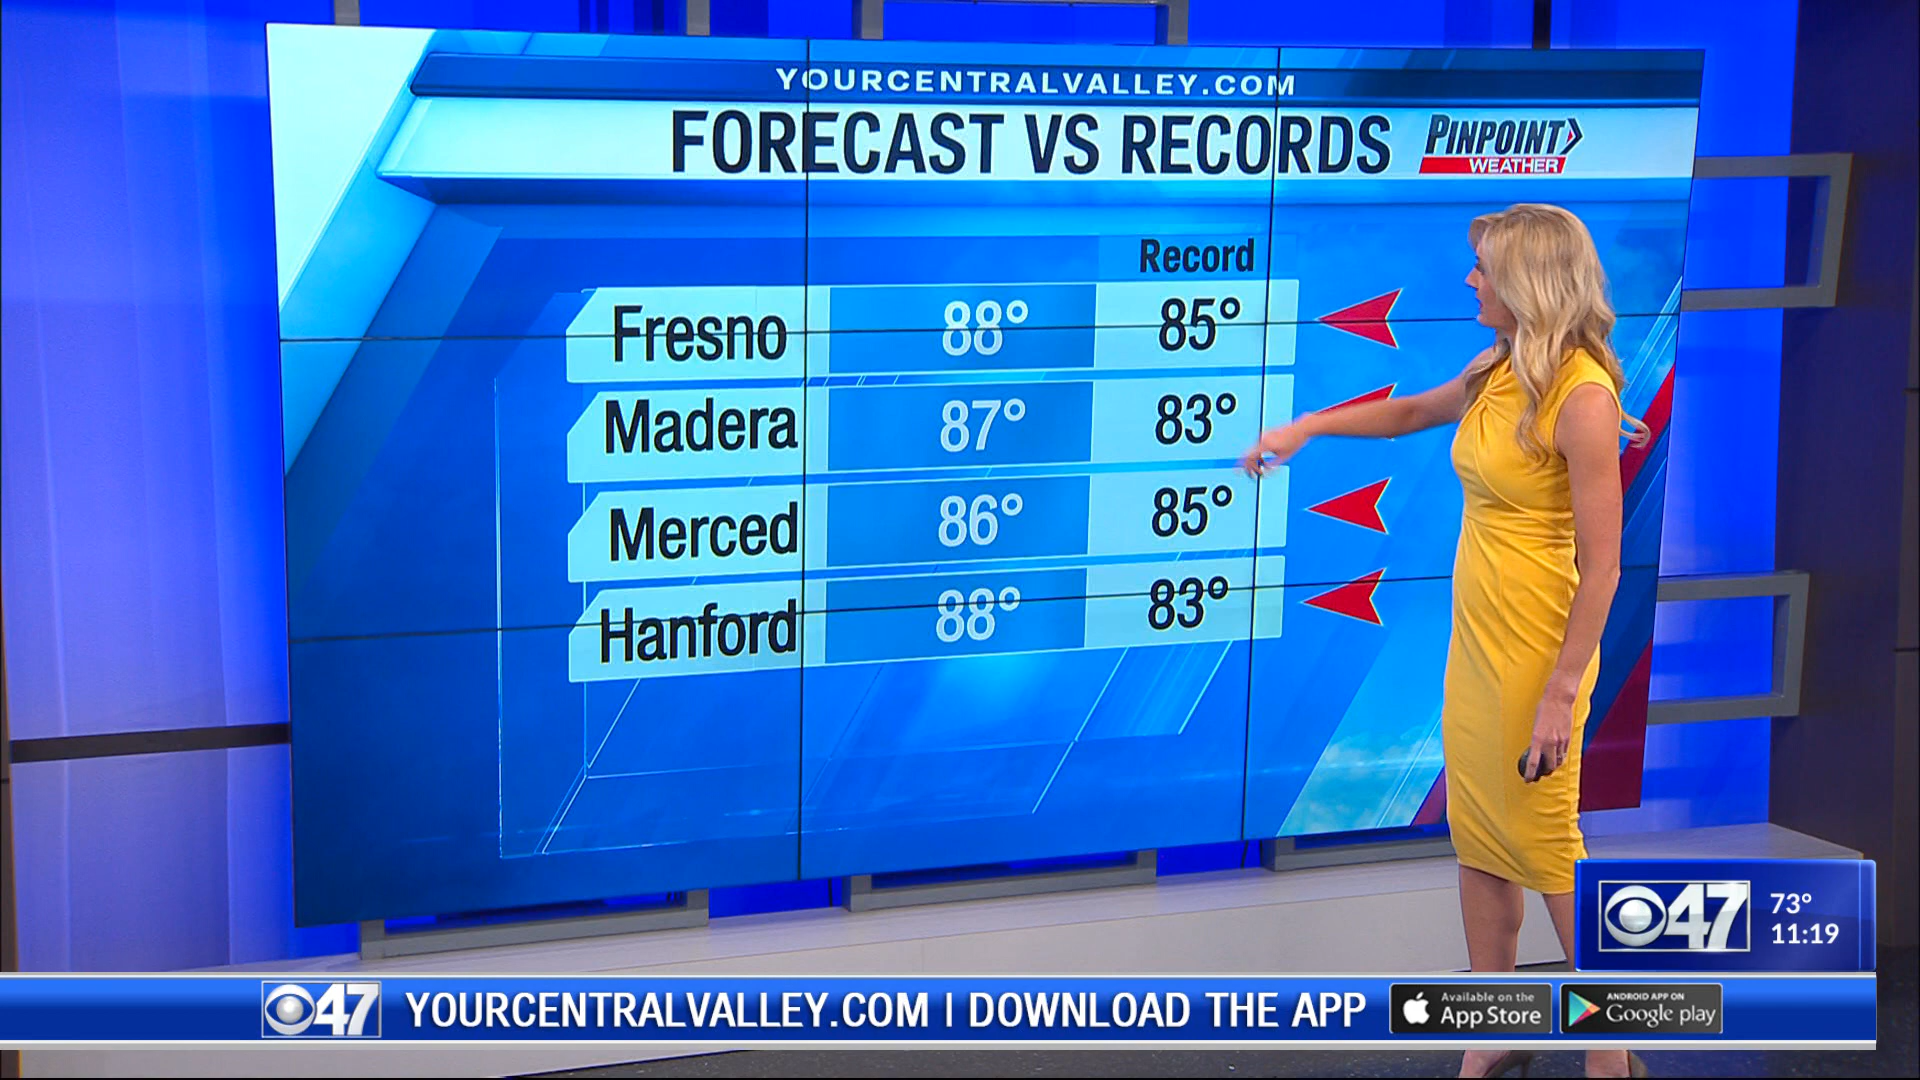 YOURCENTRALVALLEY.COM
FORECAST VS RECORDS
PINPOINT
WEATHER
Record
Fresno 88° 85°
Madera 87° 83°
Merced 86° 85°
Hanford 88° 83°
47
73°
11:19
47 YOURCENTRALVALLEY.COM | DOWNLOAD THE APP
Available on the
App Store
ANDROID APP ON
Google play